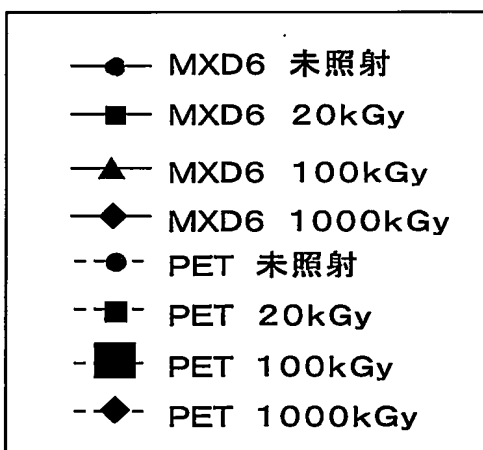 MXD6 未照射
MXD6 20kGy
MXD6 100kGy
MXD6 1000kGy
PET 未照射
PET 20kGy
PET 100kGy
PET 1000kGy